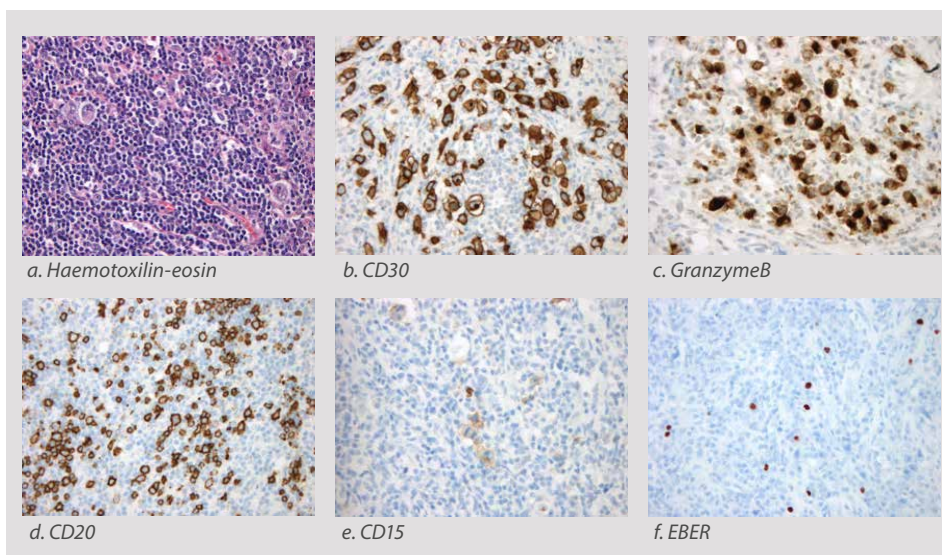 a. Haemotoxilin-eosin
b. CD30
c. GranzymeB
d. CD20
e. CD15
f. EBER